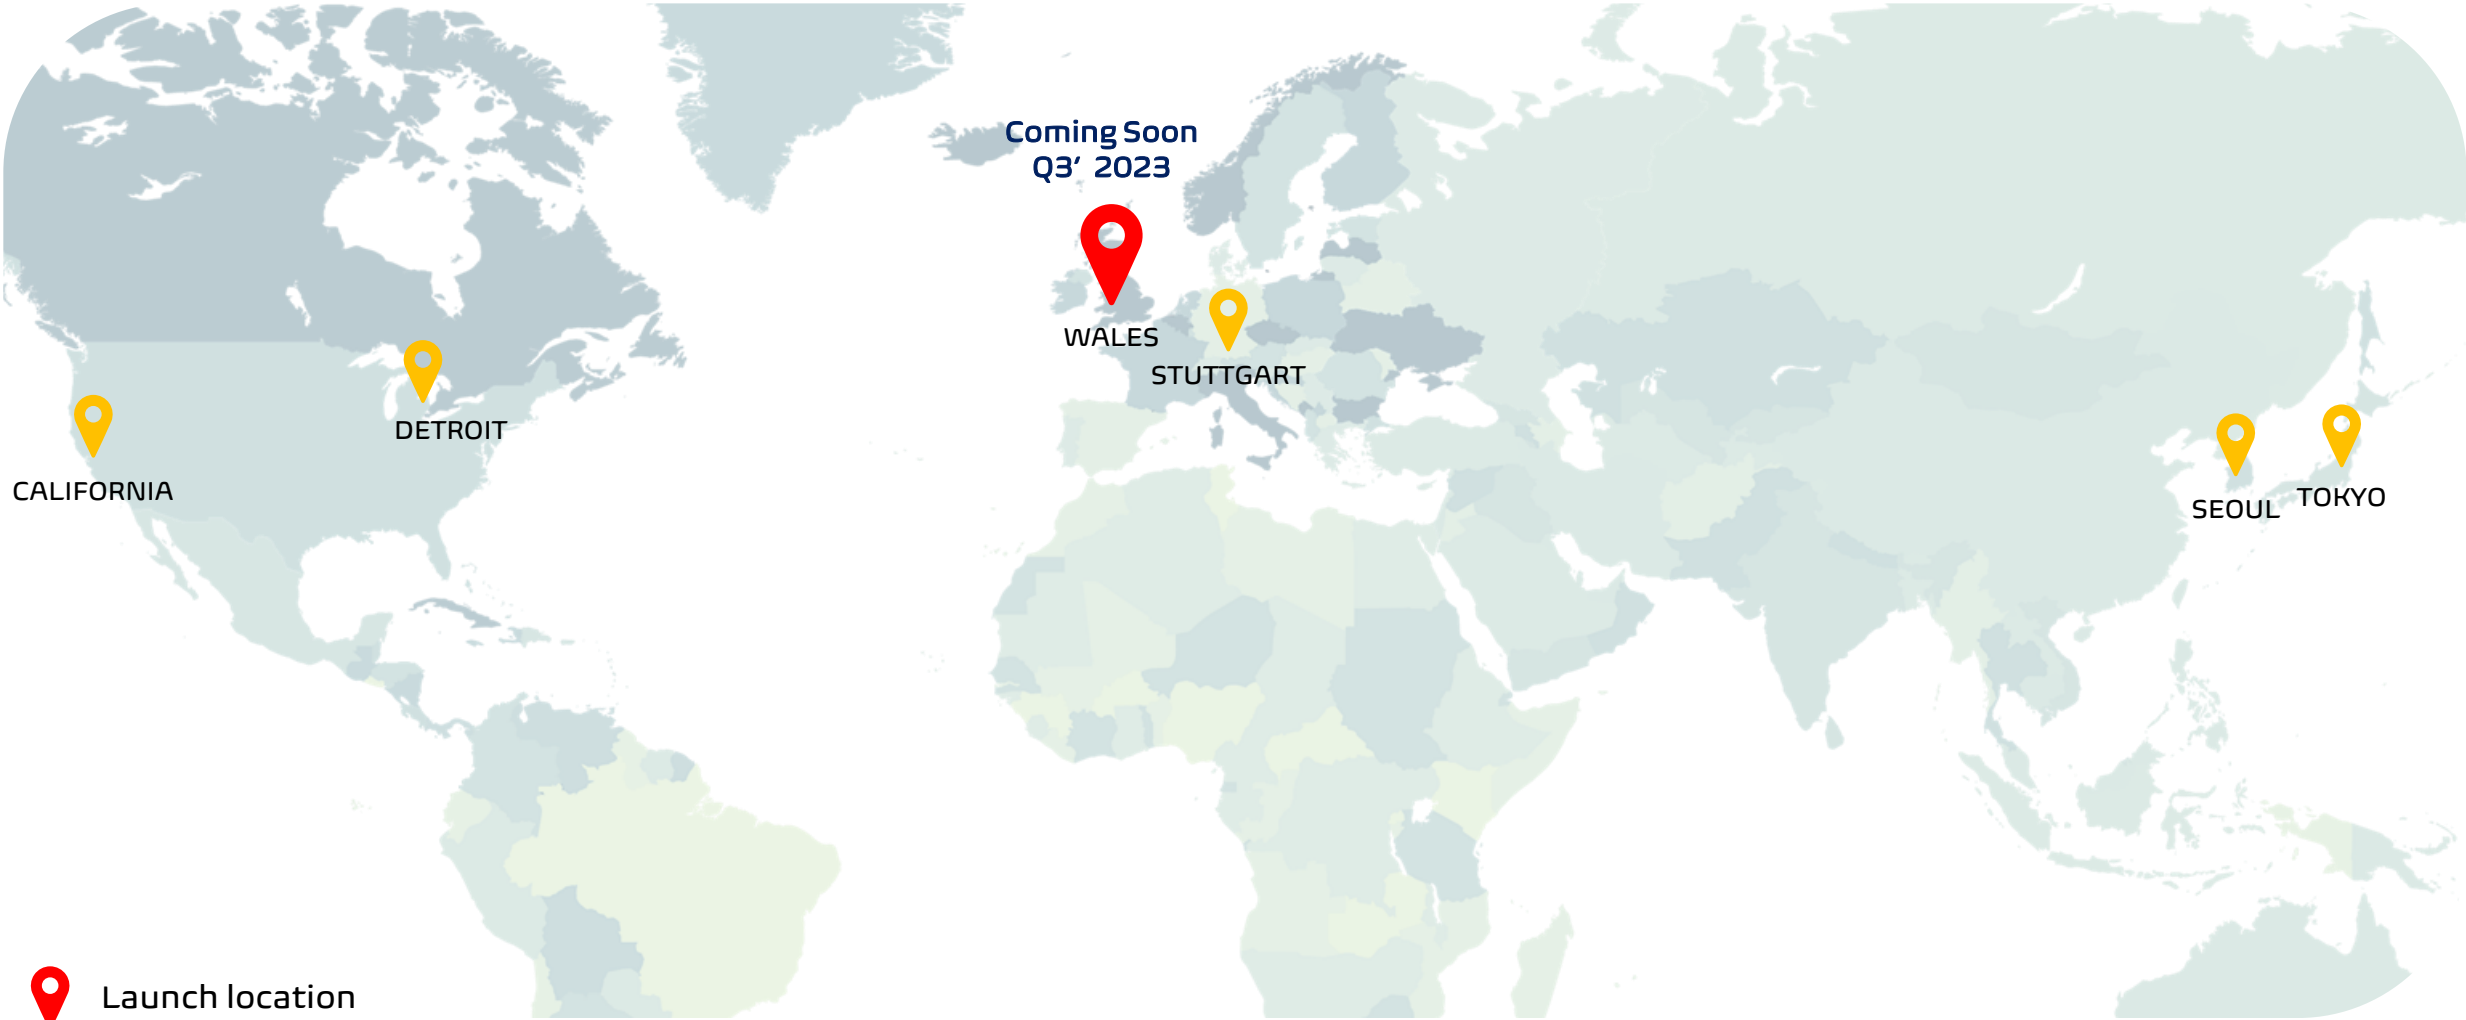 Coming Soon
Q3’ 2023
WALES
STUTTGART
DETROIT
CALIFORNIA
SEOUL
TOKYO
Launch location